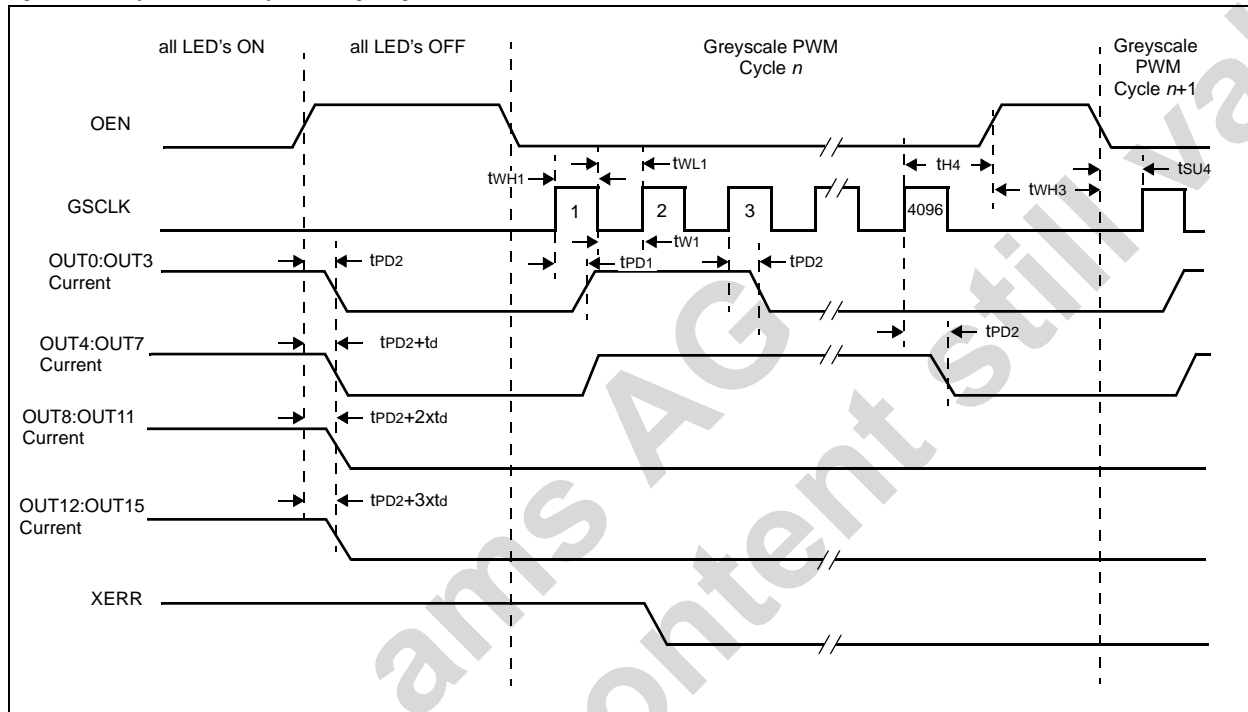 all LED's ON
all LED's OFF
Greyscale PWM
Cycle n
Greyscale
PWM
Cycle n+1
OEN
tWL1
tH4
tWH1
tWH3
tSU4
GSCLK
1
2
3
4096
tW1
OUT0:OUT3
Current
tPD2
tPD1
tPD2
OUT4:OUT7
Current
tPD2+td
tPD2
OUT8:OUT11
Current
tPD2+2xtd
OUT12:OUT15
Current
tPD2+3xtd
XERR
ams AG